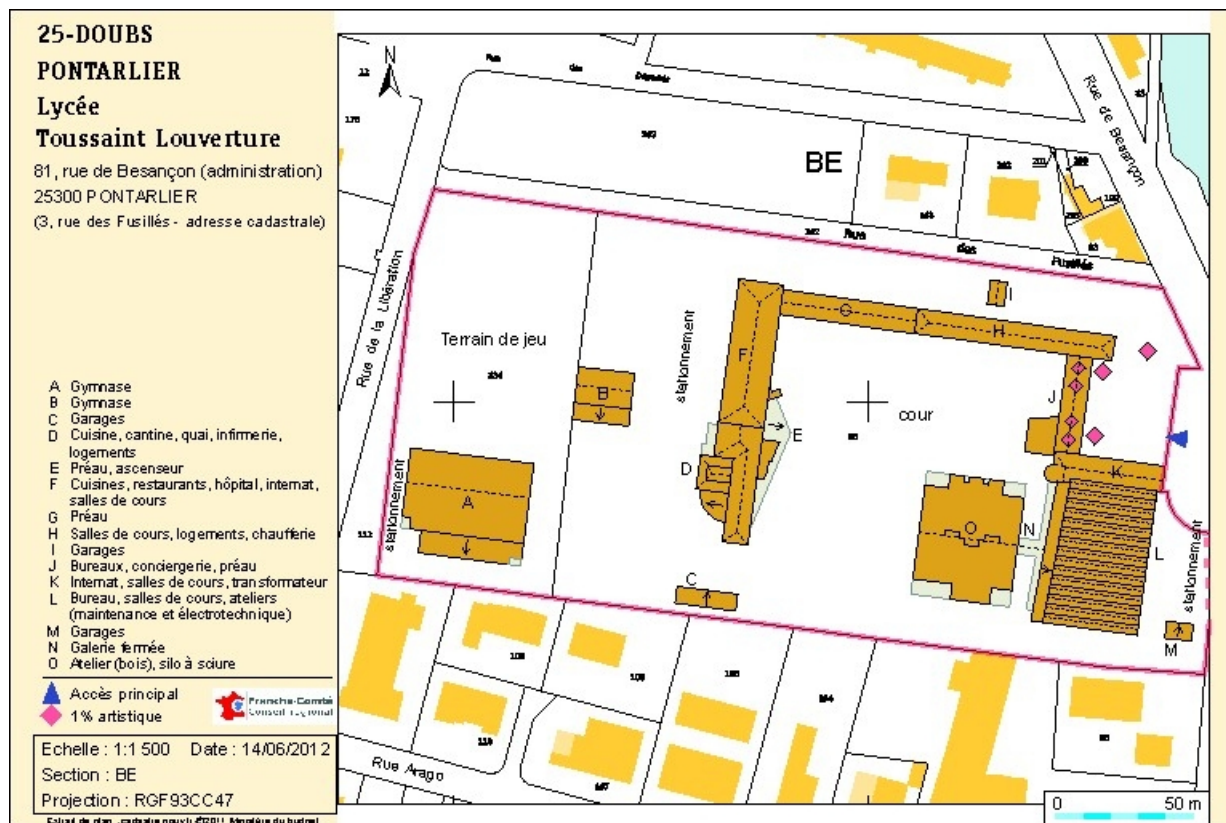 25-DOUBS
PONTARLIER
Lycée
Toussaint Louverture
81, rue de Besançon (administration)
25300 PONTARLIER
(3, rue des Fusillés - adresse cadastrale)
A Gymnase
B Gymnase
C Garages
D Cuisine, cantine, quai, infirmerie,
logements
E Préau, ascenseur
F Cuisines, restaurants, hôpital, internat,
salles de cours
G Préau
H Salles de cours, logements, chaufferie
I Garages
J Bureaux, conciergerie, préau
K Internat, salles de cours, transformateur
L Bureau, salles de cours, ateliers
(maintenance et électrotechnique)
M Garages
N Galerie fermée
O Atelier (bois), silo à sciure
Accès principal
1% artistique
Franche-Comté
Conseil régional
Echelle : 1:1 500 Date : 14/06/2012
Section : BE
Projection : RGF93CC47
N
Rue des
BE
Rue de Besançon
Rue des Fusillés
Rue de la Libération
Terrain de jeu
stationnement
stationnement
cour
A
B
C
D
E
F
G
H
I
J
K
L
M
N
O
stationnement
Rue Arago
0 50 m